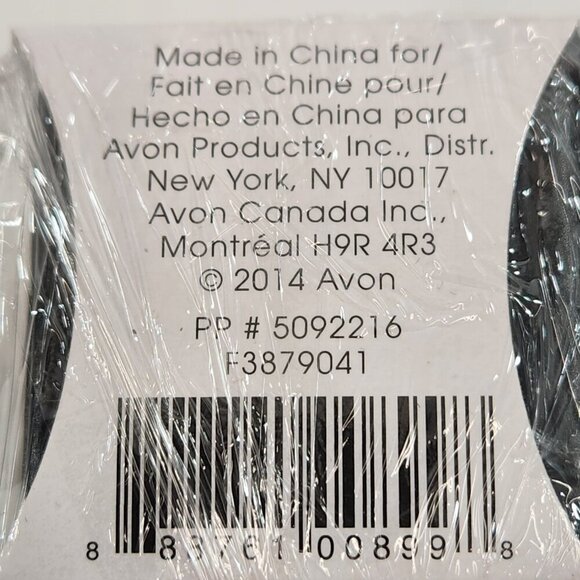 Made in China for/
Fait en Chine pour/
Hecho en China para
Avon Products, Inc., Distr.
New York, NY 10017
Avon Canada Inc.,
Montréal H9R 4R3
© 2014 Avon
PP # 5092216
F3879041
8 88761 00899 8